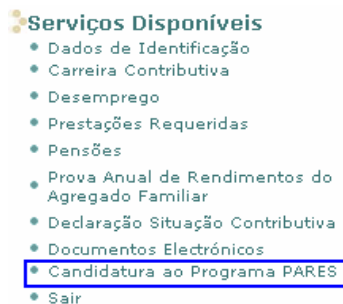 Serviços Disponíveis
Dados de Identificação
Carreira Contributiva
Desemprego
Prestações Requeridas
Pensões
Prova Anual de Rendimentos do
Agregado Familiar
Declaração Situação Contributiva
Documentos Electrónicos
Candidatura ao Programa PARES
Sair